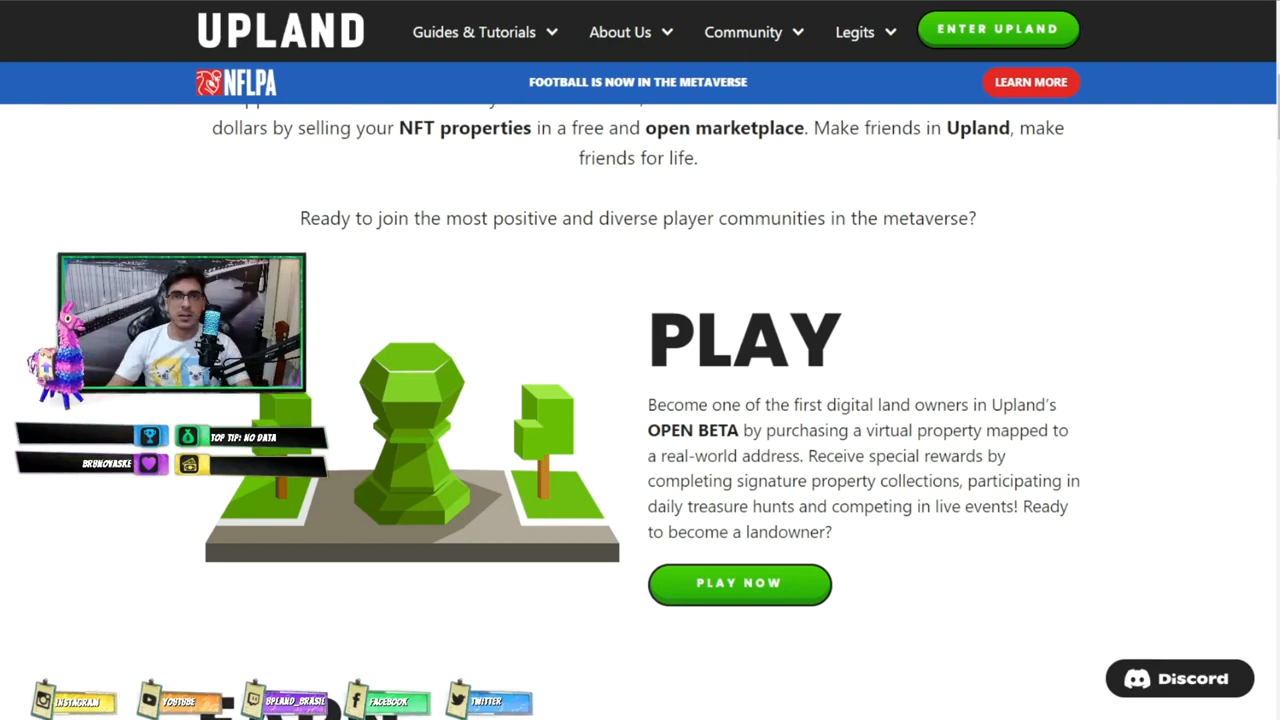 UPLAND
Guides & Tutorials
About Us
Community
Legits
ENTER UPLAND
NFLPA
FOOTBALL IS NOW IN THE METAVERSE
LEARN MORE
dollars by selling your NFT properties in a free and open marketplace. Make friends in Upland, make
friends for life.
Ready to join the most positive and diverse player communities in the metaverse?
PLAY
Become one of the first digital land owners in Upland's
OPEN BETA by purchasing a virtual property mapped to
a real-world address. Receive special rewards by
completing signature property collections, participating in
daily treasure hunts and competing in live events! Ready
to become a landowner?
PLAY NOW
TOP TIP: NO DATA
BRYNOVASKE
INSTAGRAM
YOUTUBE
UPLAND_BRASIL
FACEBOOK
TWITTER
Discord